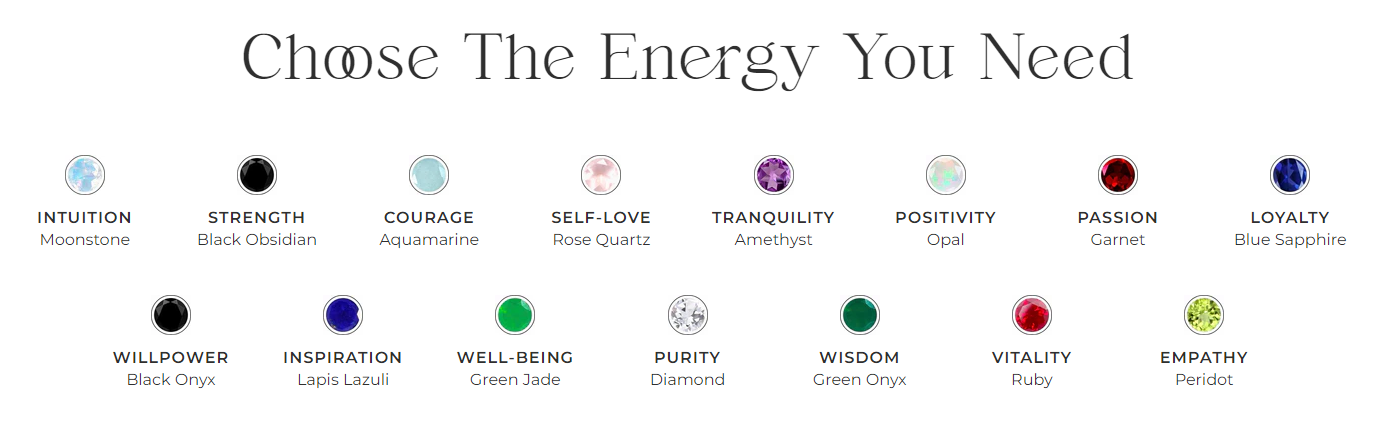 Choose The Energy You Need
INTUITION STRENGTH COURAGE SELF-LOVE TRANQUILITY POSITIVITY PASSION LOYALTY
Moonstone Black Obsidian Aquamarine Rose Quartz Amethyst Opal Garnet Blue Sapphire
WILLPOWER INSPIRATION WELL-BEING PURITY WISDOM VITALITY EMPATHY
Black Onyx Lapis Lazuli Green Jade Diamond Green Onyx Ruby Peridot